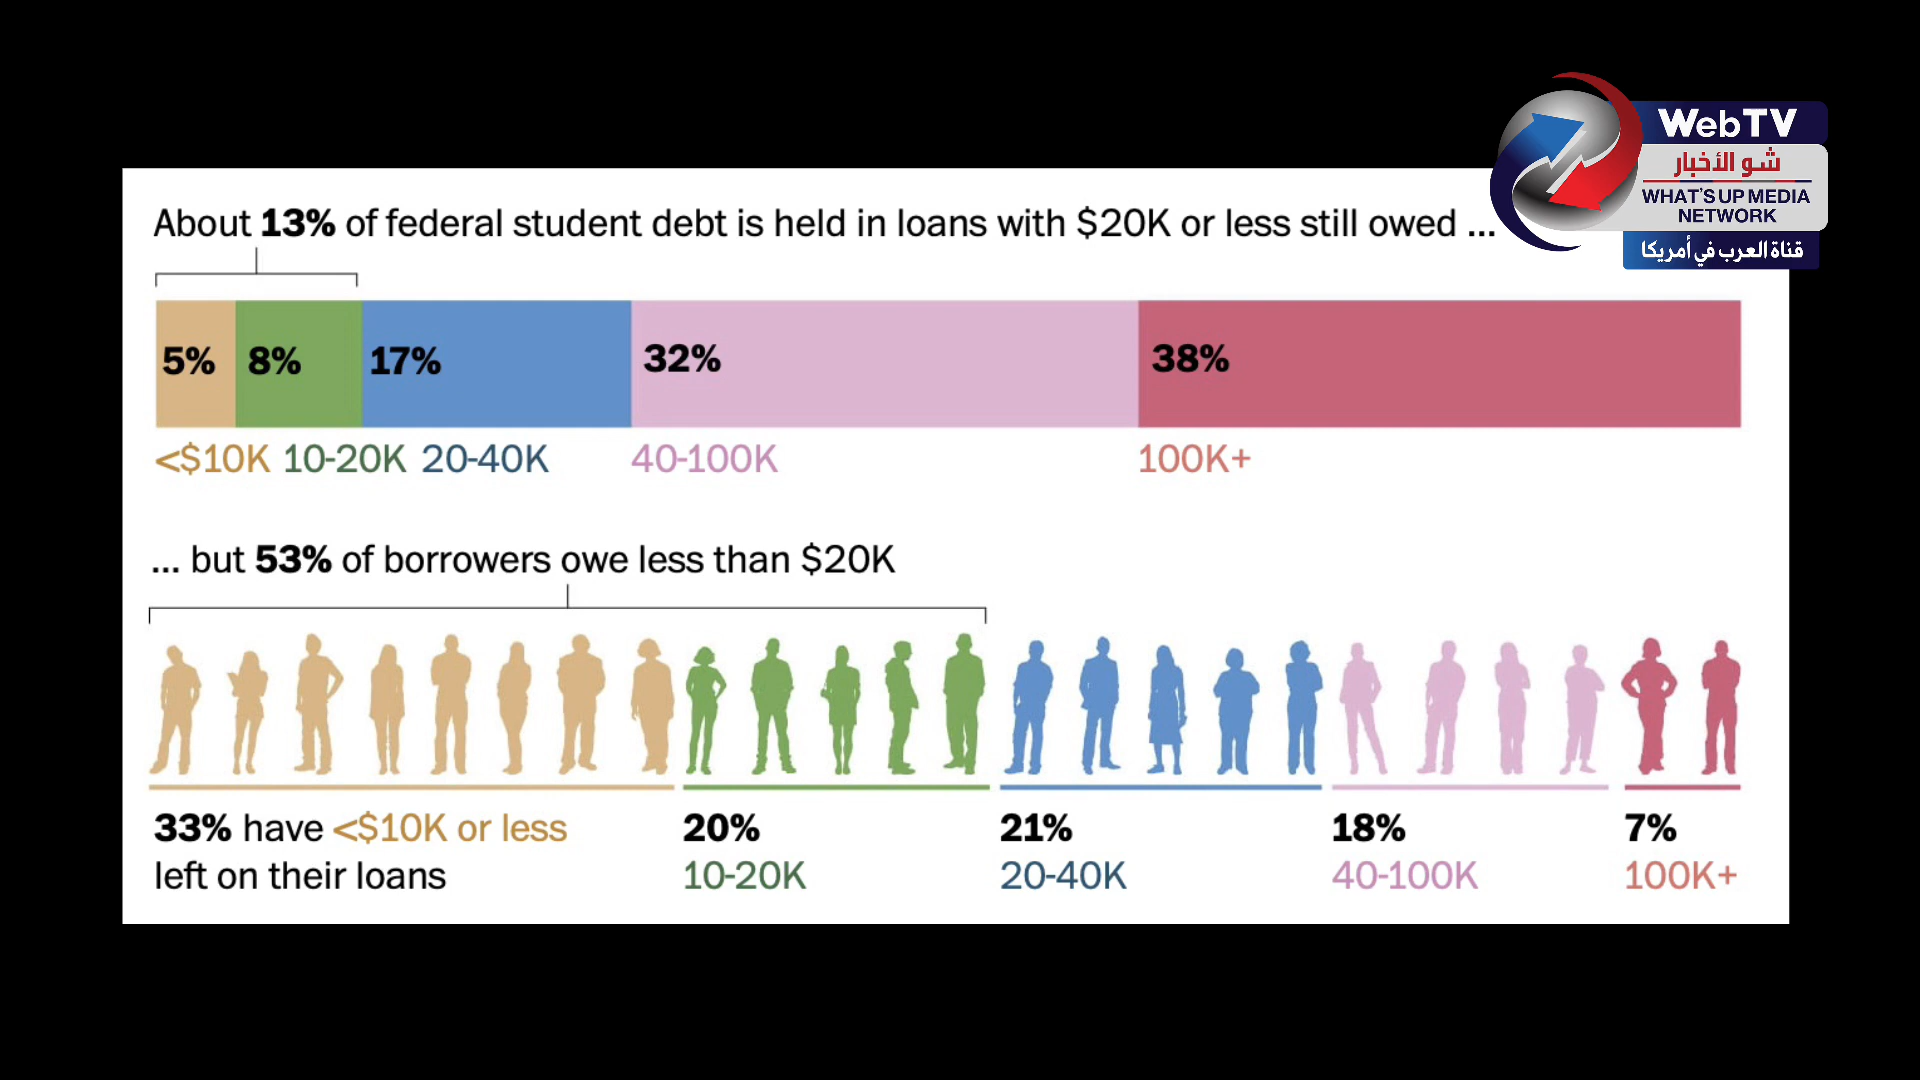 WebTV
شو الأخبار
WHAT'S UP MEDIA
NETWORK
قناة العرب في أمريكا
About 13% of federal student debt is held in loans with $20K or less still owed ...
5% 8% 17% 32% 38%
<$10K 10-20K 20-40K 40-100K 100K+
... but 53% of borrowers owe less than $20K
33% have <$10K or less
left on their loans
20%
10-20K
21%
20-40K
18%
40-100K
7%
100K+